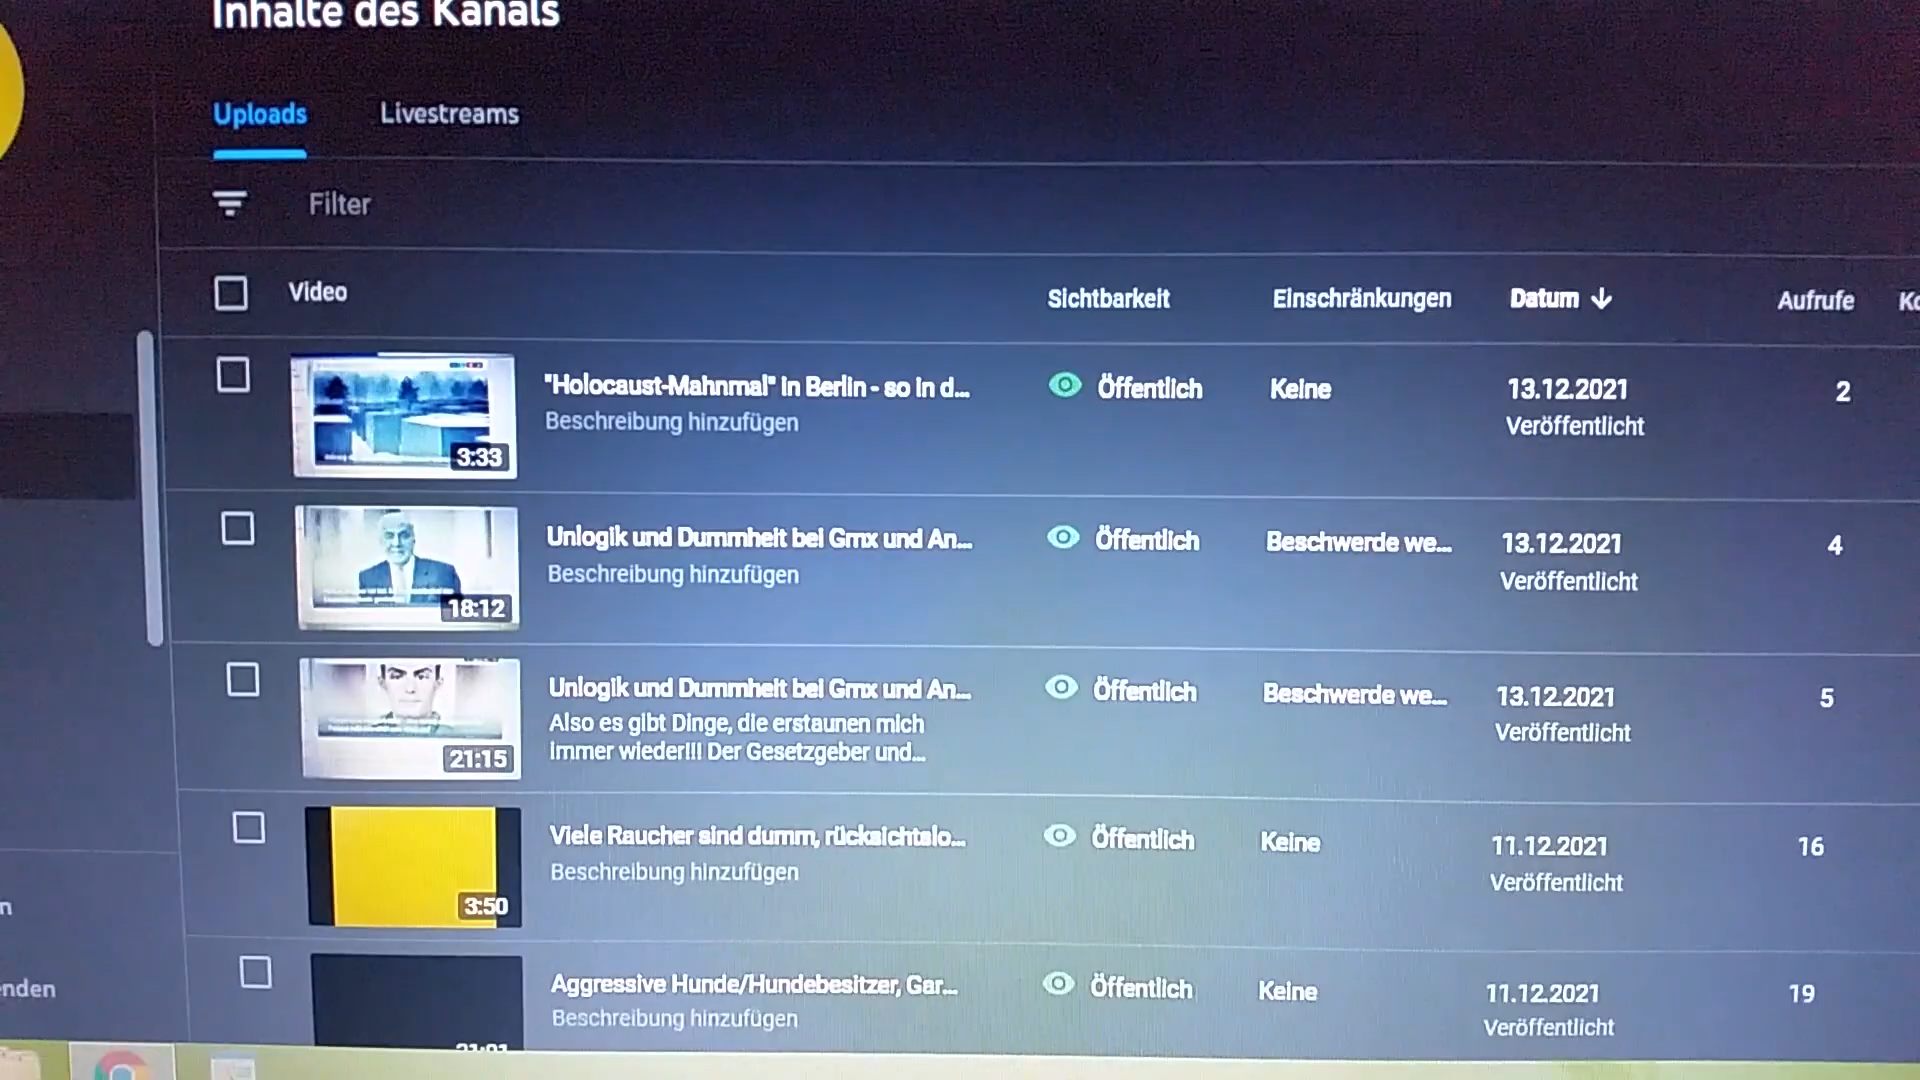 Inhalte des Kanals
Uploads
Livestreams
Filter
Video
Sichtbarkeit
Einschränkungen
Datum ↓
Aufrufe
"Holocaust-Mahnmal" in Berlin - so in d...
Beschreibung hinzufügen
3:33
Öffentlich
Keine
13.12.2021
Veröffentlicht
2
Unlogik und Dummheit bei Gmx und An...
Beschreibung hinzufügen
18:12
Öffentlich
Beschwerde we...
13.12.2021
Veröffentlicht
4
Unlogik und Dummheit bei Gmx und An...
Also es gibt Dinge, die erstaunen mich
immer wieder!!! Der Gesetzgeber und...
21:15
Öffentlich
Beschwerde we...
13.12.2021
Veröffentlicht
5
Viele Raucher sind dumm, rücksichtslo...
Beschreibung hinzufügen
3:50
Öffentlich
Keine
11.12.2021
Veröffentlicht
16
Aggressive Hunde/Hundebesitzer, Gar...
Beschreibung hinzufügen
Öffentlich
Keine
11.12.2021
Veröffentlicht
19